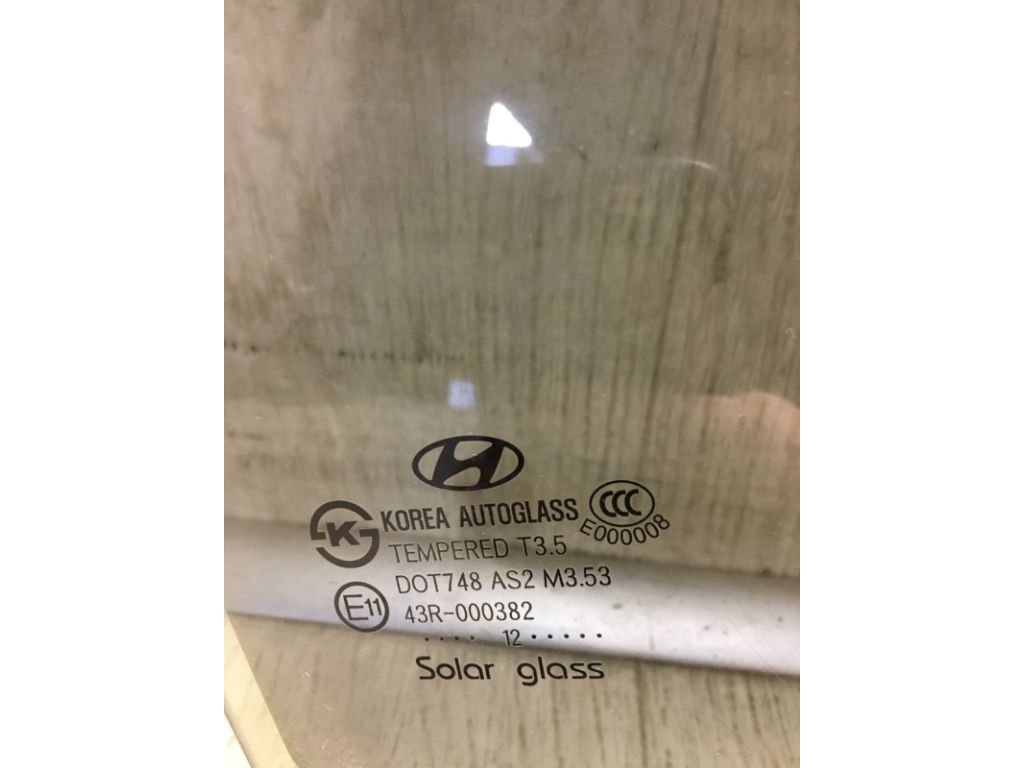 KOREA AUTOGLASS
CCC
E000008
K
TEMPERED T3.5
DOT748 AS2 M3.53
E11
43R-000382
.... 12 .....
Solar glass